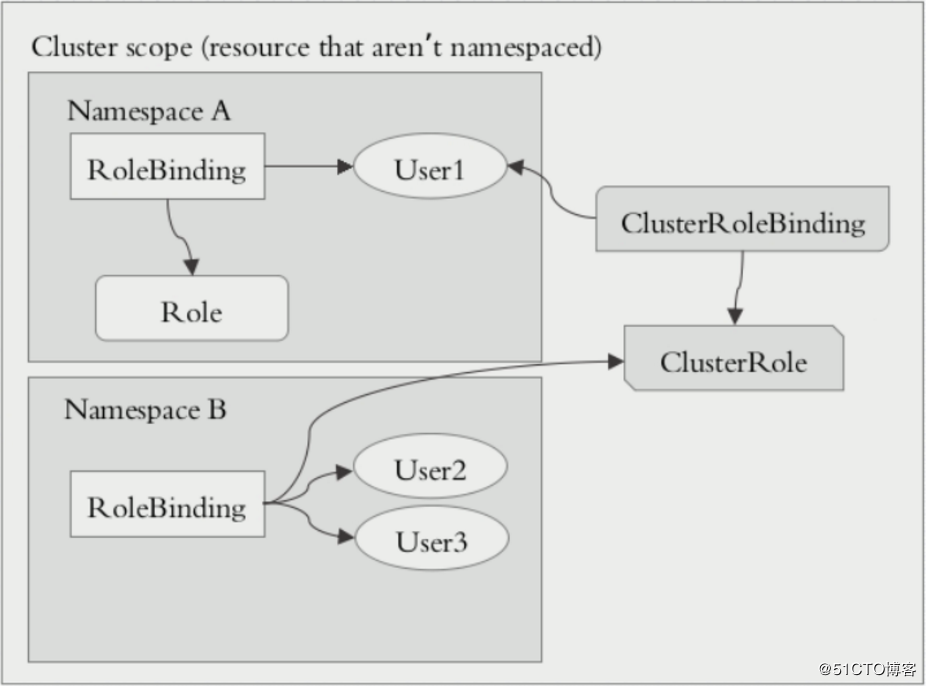 Cluster scope (resource that aren't namespaced)
Namespace A
RoleBinding
User1
ClusterRoleBinding
Role
ClusterRole
Namespace B
User2
RoleBinding
User3
@51CTO博客